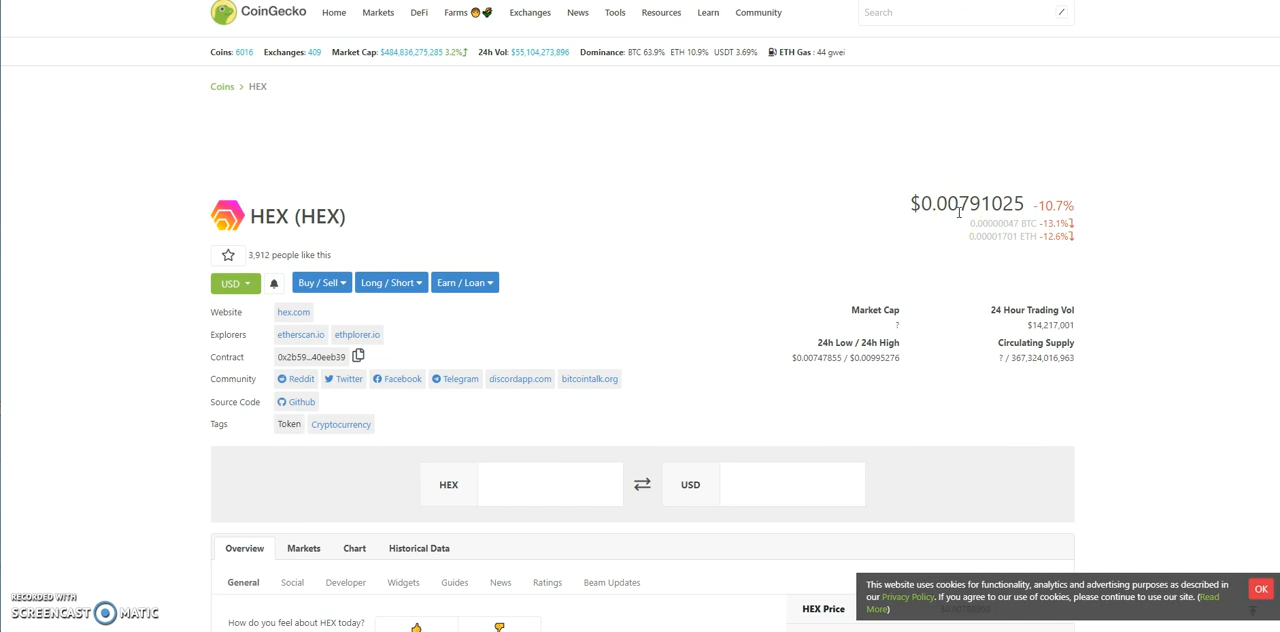 CoinGecko Home Markets DeFi Farms Exchanges News Tools Resources Learn Community Search /
Coins: 6016 Exchanges: 409 Market Cap: $484,836,275,285 3.2% 24h Vol: $55,104,273,896 Dominance: BTC 63.9% ETH 10.9% USDT 3.69% ETH Gas : 44 gwei
Coins > HEX
HEX (HEX)
$0.00791025 -10.7%
0.00000047 BTC -13.1%
0.00001701 ETH -12.6%
3,912 people like this
USD Buy / Sell Long / Short Earn / Loan
Website hex.com
Explorers etherscan.io ethplorer.io
Contract 0x2b59...40eeb39
Community Reddit Twitter Facebook Telegram discordapp.com bitcointalk.org
Source Code Github
Tags Token Cryptocurrency
Market Cap 24 Hour Trading Vol
? $14,217,001
24h Low / 24h High Circulating Supply
$0.00747855 / $0.00995276 ? / 367,324,016,963
HEX USD
Overview Markets Chart Historical Data
General Social Developer Widgets Guides News Ratings Beam Updates
How do you feel about HEX today?
HEX Price
This website uses cookies for functionality, analytics and advertising purposes as described in
our Privacy Policy. If you agree to our use of cookies, please continue to use our site. (Read
More)
OK
RECORDED WITH
SCREENCAST MATIC